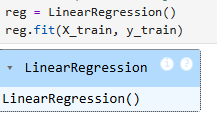 reg = LinearRegression()
reg.fit(X_train, y_train)
▾ LinearRegression i ?
LinearRegression()